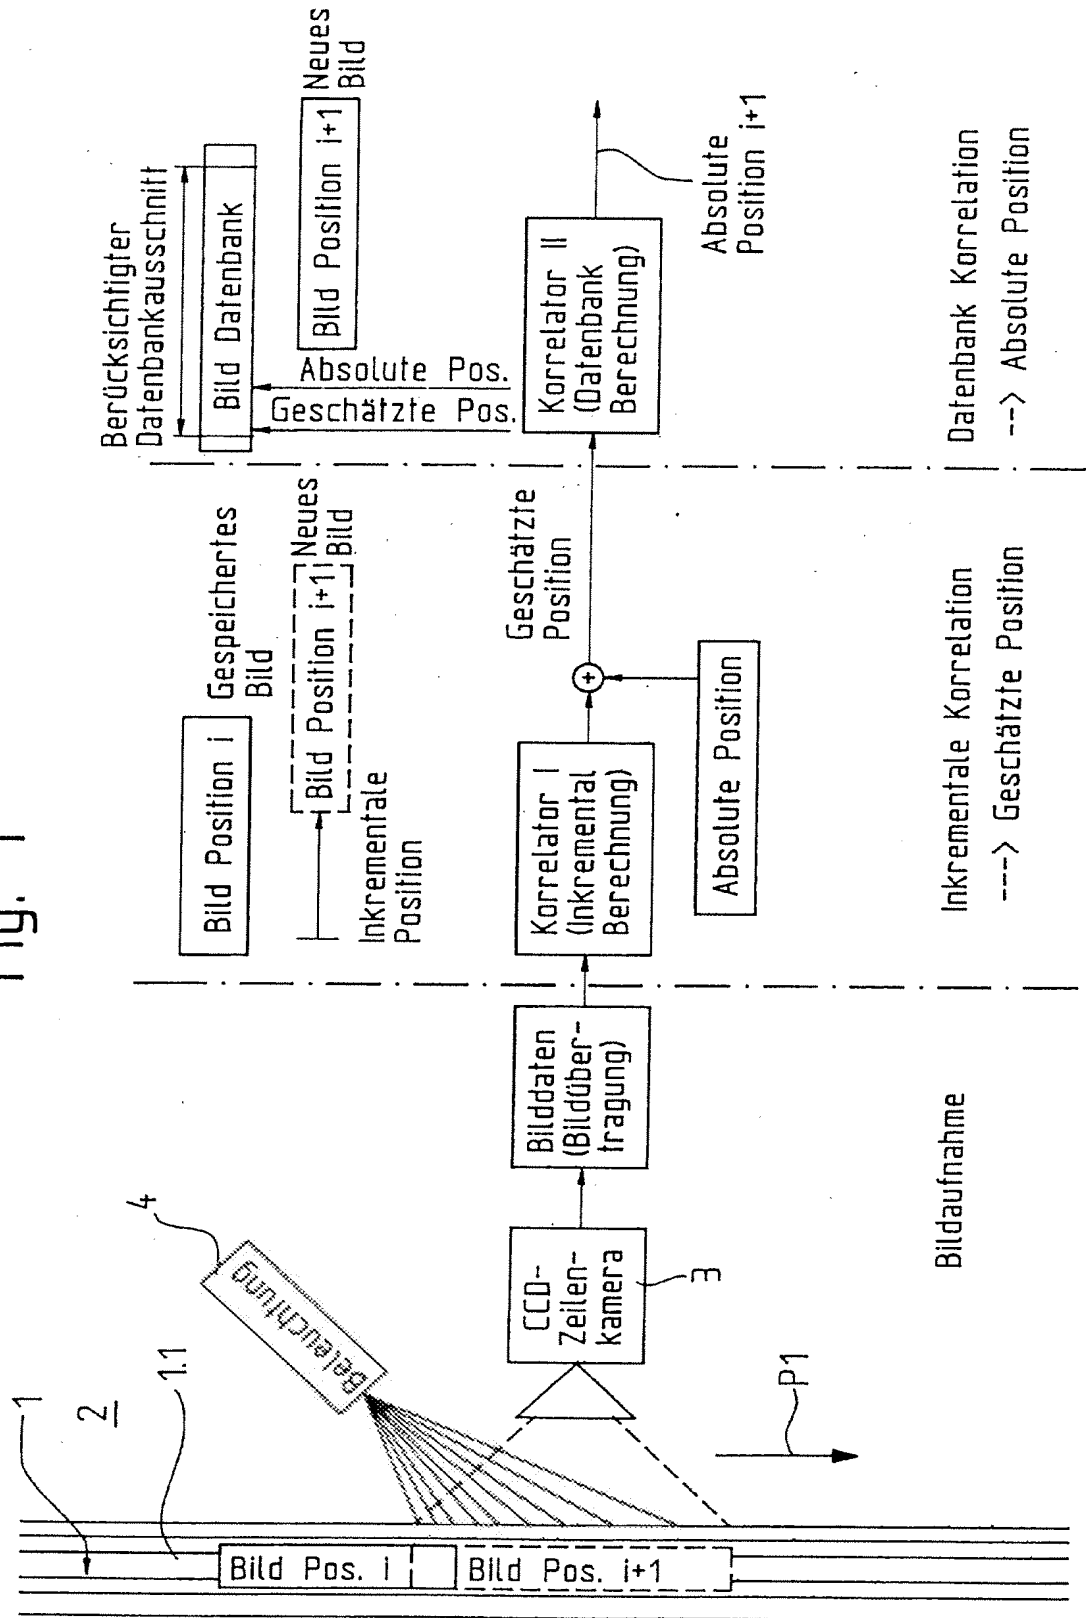 Fig. 1
1
2
1.1
4
Beleuchtung
Bild Pos. i
Bild Pos. i+1
P1
CCD-
Zeilen-
kamera
3
Bilddaten
(Bildüber-
tragung)
Bildaufnahme
Bild Position i
Gespeichertes
Bild
Bild Position i+1
Neues
Bild
Inkrementale
Position
Korrelator I
(Inkremental
Berechnung)
+
Absolute Position
Geschätzte
Position
Inkrementale Korrelation
----> Geschätzte Position
Berücksichtigter
Datenbankausschnitt
Bild Datenbank
Bild Position i+1
Neues
Bild
Absolute Pos.
Geschätzte Pos.
Korrelator II
(Datenbank
Berechnung)
Absolute
Position i+1
Datenbank Korrelation
--> Absolute Position